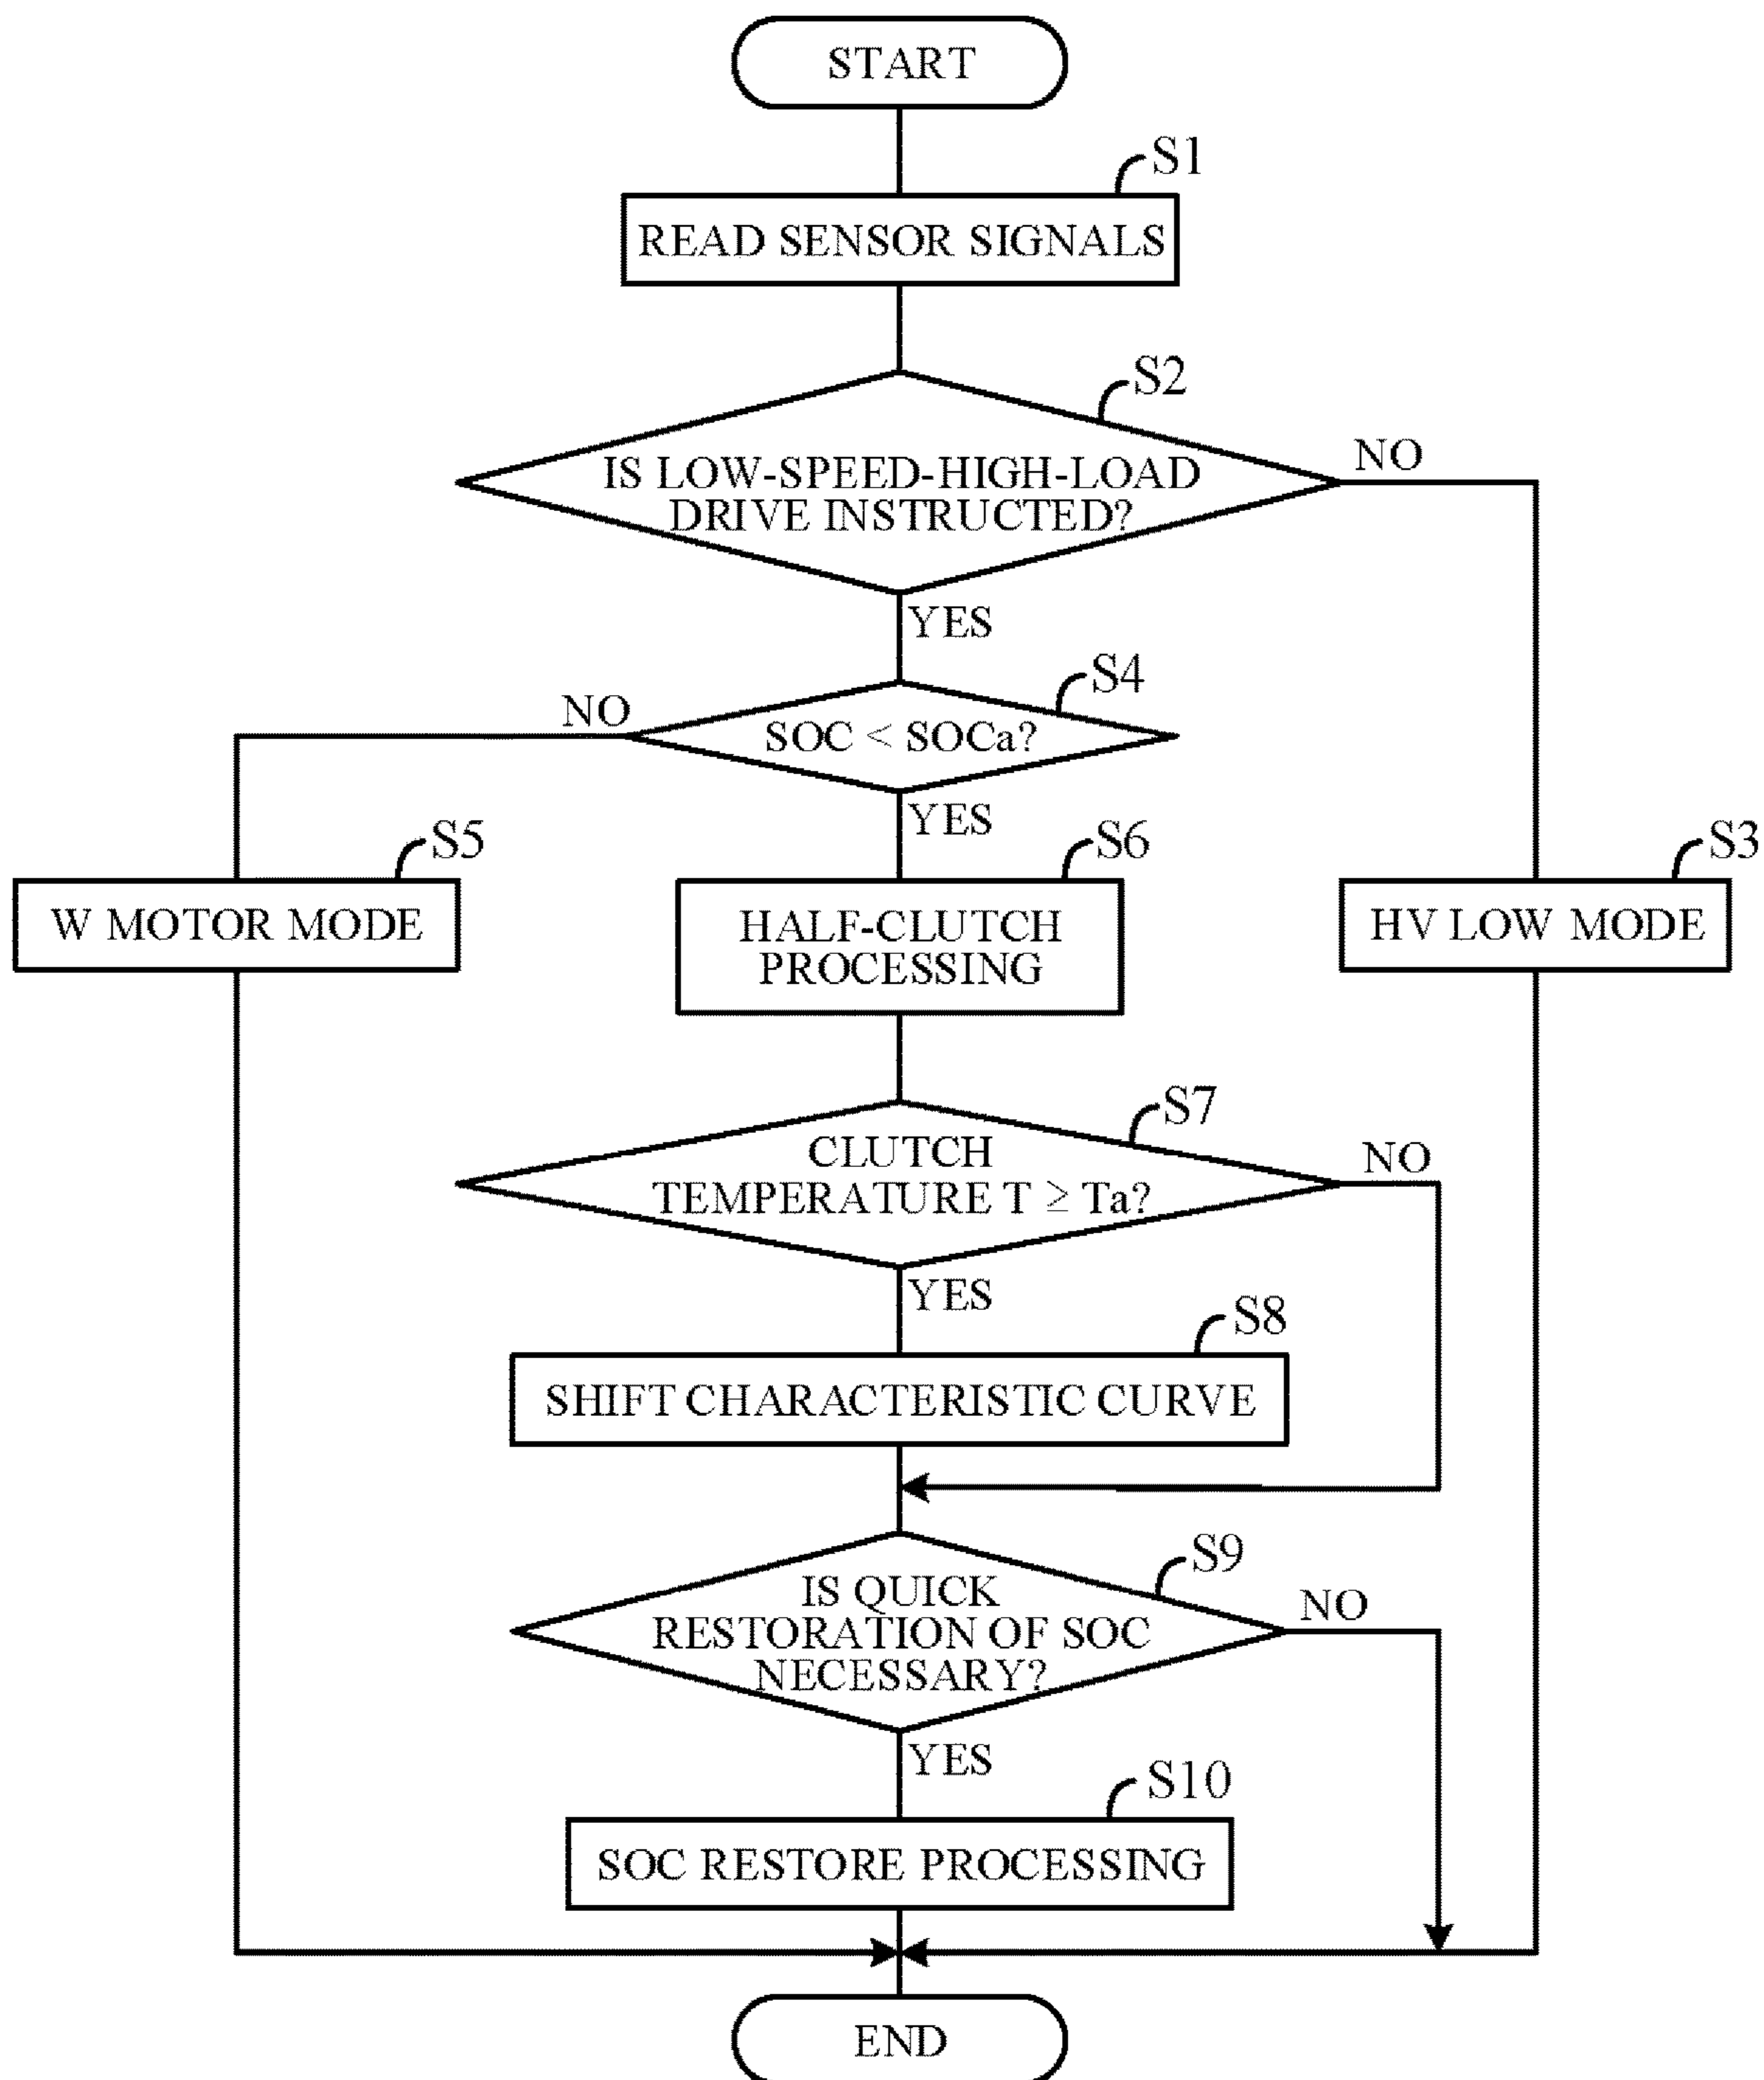 START
S1
READ SENSOR SIGNALS
S2
IS LOW-SPEED-HIGH-LOAD
DRIVE INSTRUCTED?
NO
YES
S4
SOC < SOCa?
NO
YES
S5
W MOTOR MODE
S6
HALF-CLUTCH
PROCESSING
S3
HV LOW MODE
S7
CLUTCH
TEMPERATURE T ≥ Ta?
NO
YES
S8
SHIFT CHARACTERISTIC CURVE
S9
IS QUICK
RESTORATION OF SOC
NECESSARY?
NO
YES
S10
SOC RESTORE PROCESSING
END